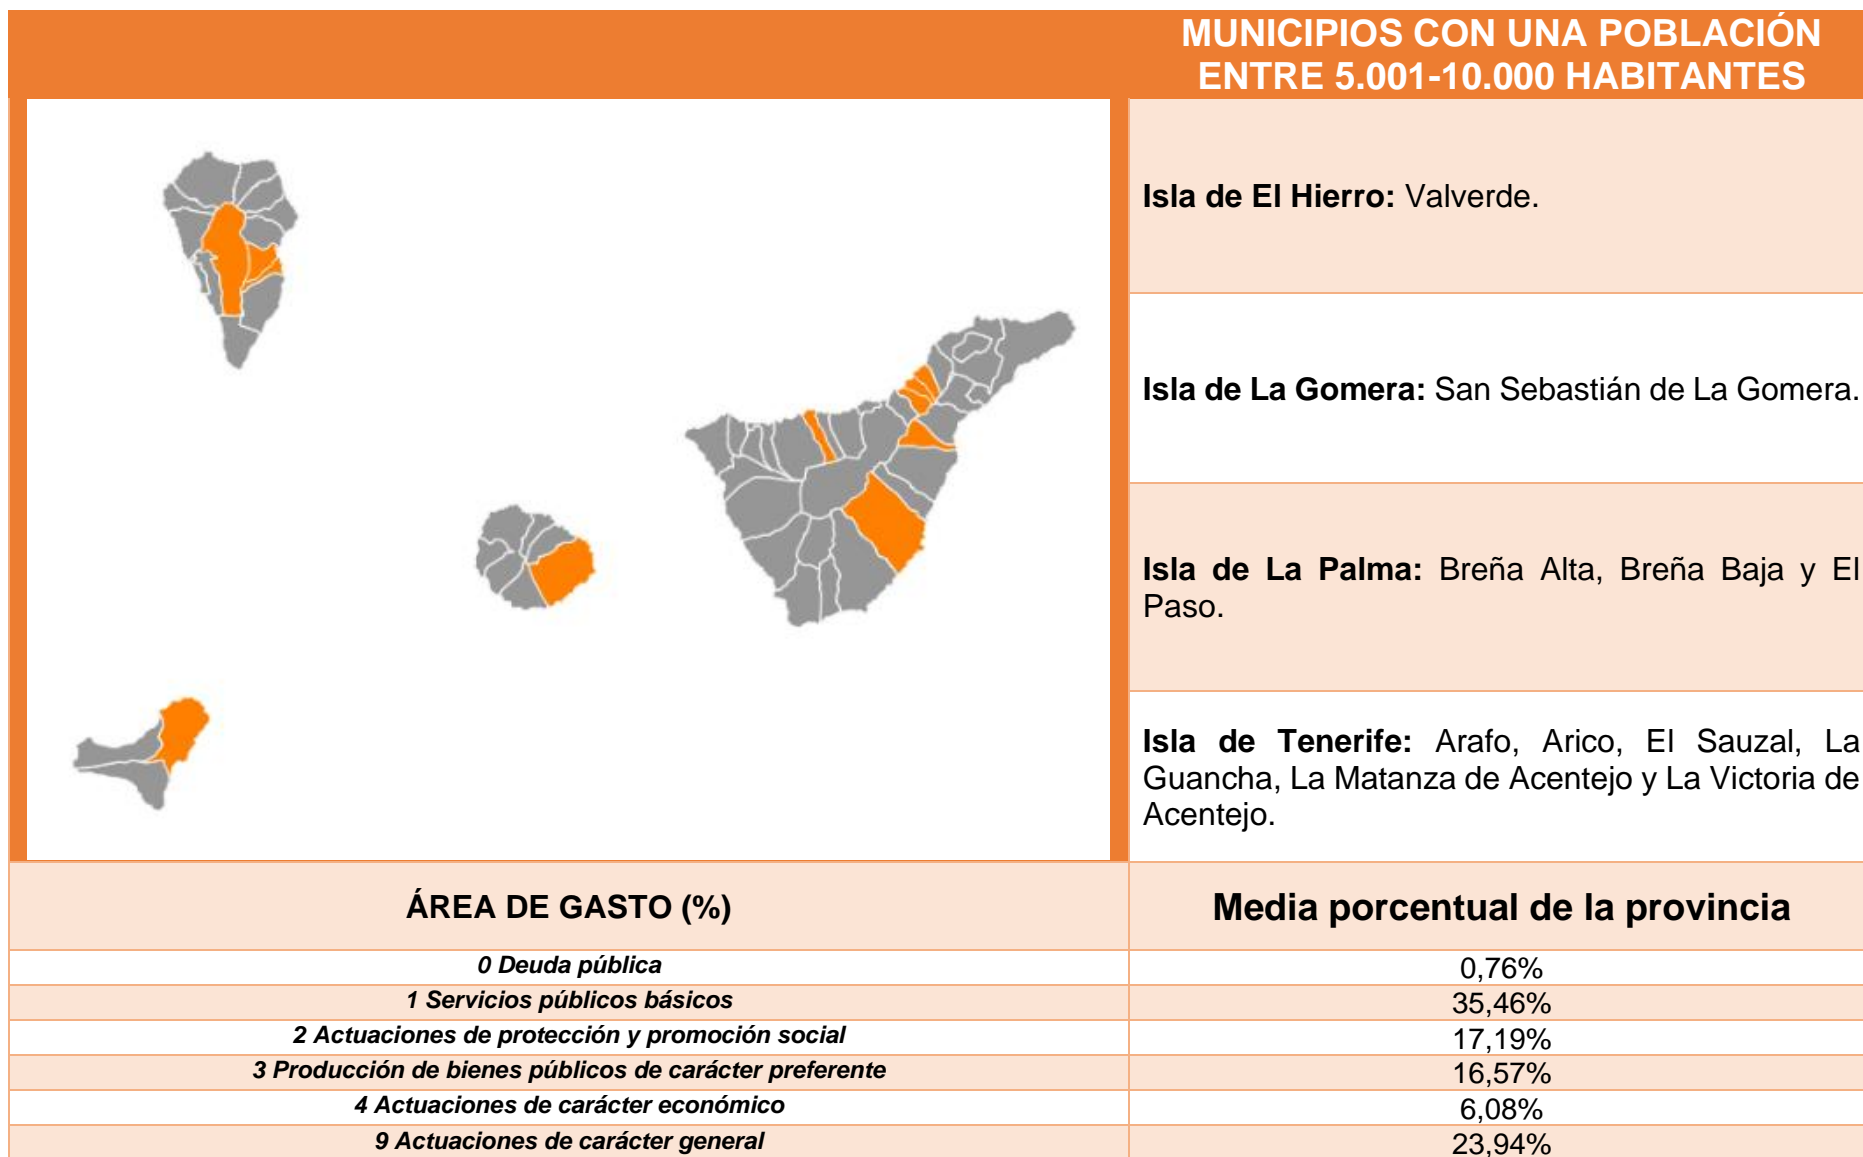 MUNICIPIOS CON UNA POBLACIÓN
ENTRE 5.001-10.000 HABITANTES
Isla de El Hierro: Valverde.
Isla de La Gomera: San Sebastián de La Gomera.
Isla de La Palma: Breña Alta, Breña Baja y El
Paso.
Isla de Tenerife: Arafo, Arico, El Sauzal, La
Guancha, La Matanza de Acentejo y La Victoria de
Acentejo.
ÁREA DE GASTO (%) Media porcentual de la provincia
0 Deuda pública 0,76%
1 Servicios públicos básicos 35,46%
2 Actuaciones de protección y promoción social 17,19%
3 Producción de bienes públicos de carácter preferente 16,57%
4 Actuaciones de carácter económico 6,08%
9 Actuaciones de carácter general 23,94%